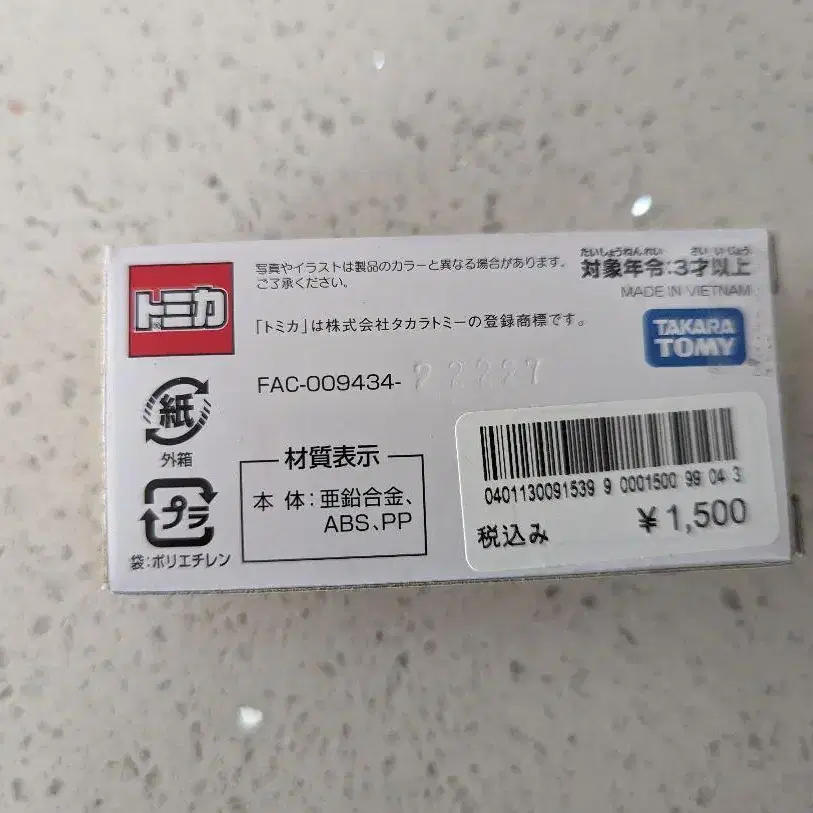 トミカ
写真やイラストは製品のカラーと異なる場合があります。
ご了承ください。
「トミカ」は株式会社タカラトミーの登録商標です。
たいしょうねんれい さいいじょう
対象年令:3才以上
MADE IN VIETNAM
TAKARA
TOMY
FAC-009434-
紙
外箱
プラ
袋:ポリエチレン
材質表示
本 体:亜鉛合金、
ABS、PP
0401130091539 9 0001500 99 04 3
税込み
¥1,500